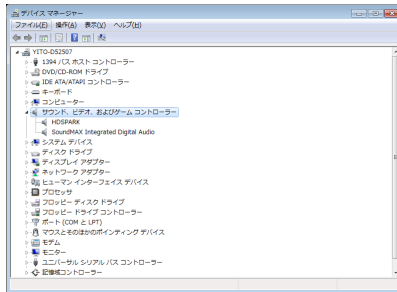 デバイス マネージャー
ファイル(F) 操作(A) 表示(V) ヘルプ(H)
YITO-D52507
1394 バス ホスト コントローラー
DVD/CD-ROM ドライブ
IDE ATA/ATAPI コントローラー
キーボード
コンピューター
サウンド、ビデオ、およびゲーム コントローラー
HDSPARK
SoundMAX Integrated Digital Audio
システム デバイス
ディスク ドライブ
ディスプレイ アダプター
ネットワーク アダプター
ヒューマン インターフェイス デバイス
プロセッサ
フロッピー ディスク ドライブ
フロッピー ドライブ コントローラー
ポート (COM と LPT)
マウスとそのほかのポインティング デバイス
モデム
モニター
ユニバーサル シリアル バス コントローラー
記憶域コントローラー